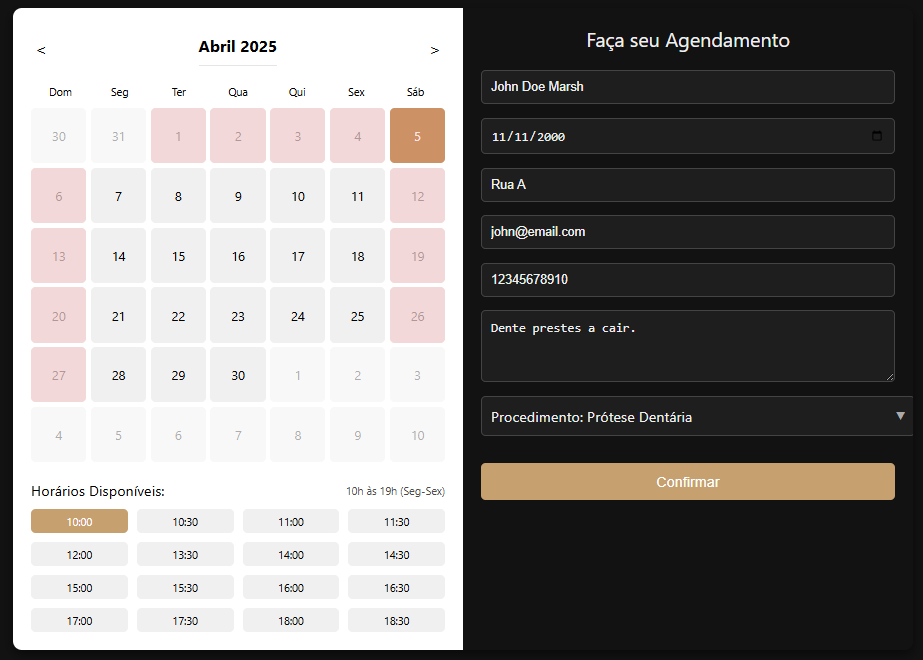 < Abril 2025 >
Dom Seg Ter Qua Qui Sex Sáb
30 31 1 2 3 4 5
6 7 8 9 10 11 12
13 14 15 16 17 18 19
20 21 22 23 24 25 26
27 28 29 30 1 2 3
4 5 6 7 8 9 10
Horários Disponíveis: 10h às 19h (Seg-Sex)
10:00 10:30 11:00 11:30
12:00 13:30 14:00 14:30
15:00 15:30 16:00 16:30
17:00 17:30 18:00 18:30
Faça seu Agendamento
John Doe Marsh
11/11/2000
Rua A
john@email.com
12345678910
Dente prestes a cair.
Procedimento: Prótese Dentária ▼
Confirmar